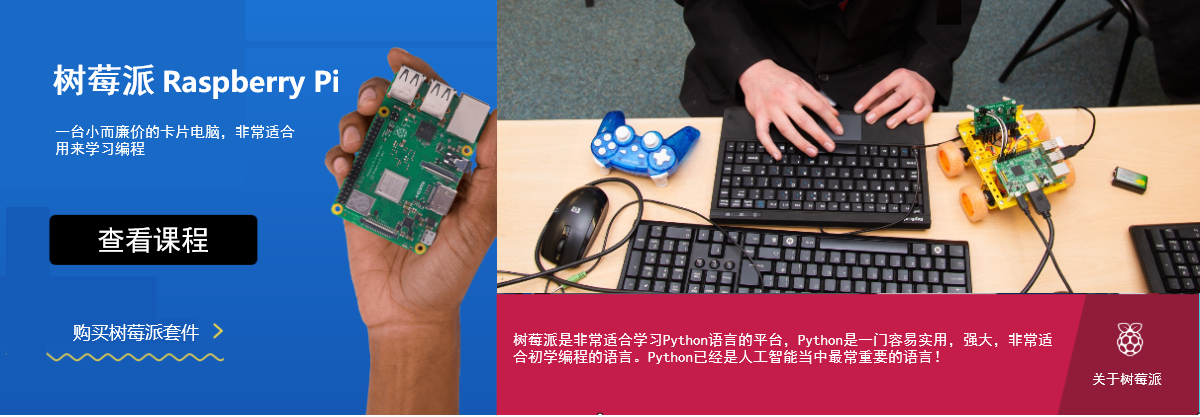 树莓派 Raspberry Pi
一台小而廉价的卡片电脑，非常适合
用来学习编程
查看课程
购买树莓派套件
树莓派是非常适合学习Python语言的平台，Python是一门容易实用，强大，非常适
合初学编程的语言。Python已经是人工智能当中最常重要的语言！
关于树莓派